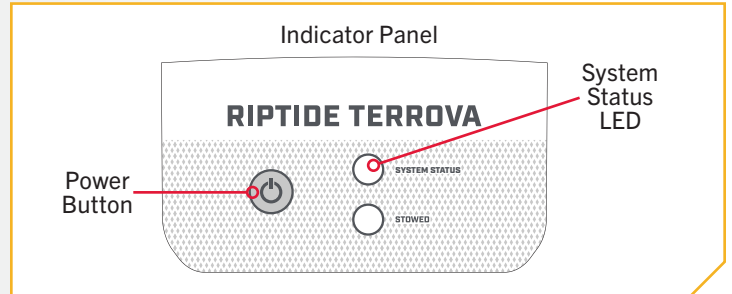 Indicator Panel
System
Status
LED
RIPTIDE TERROVA
SYSTEM STATUS
Power
Button
STOWED